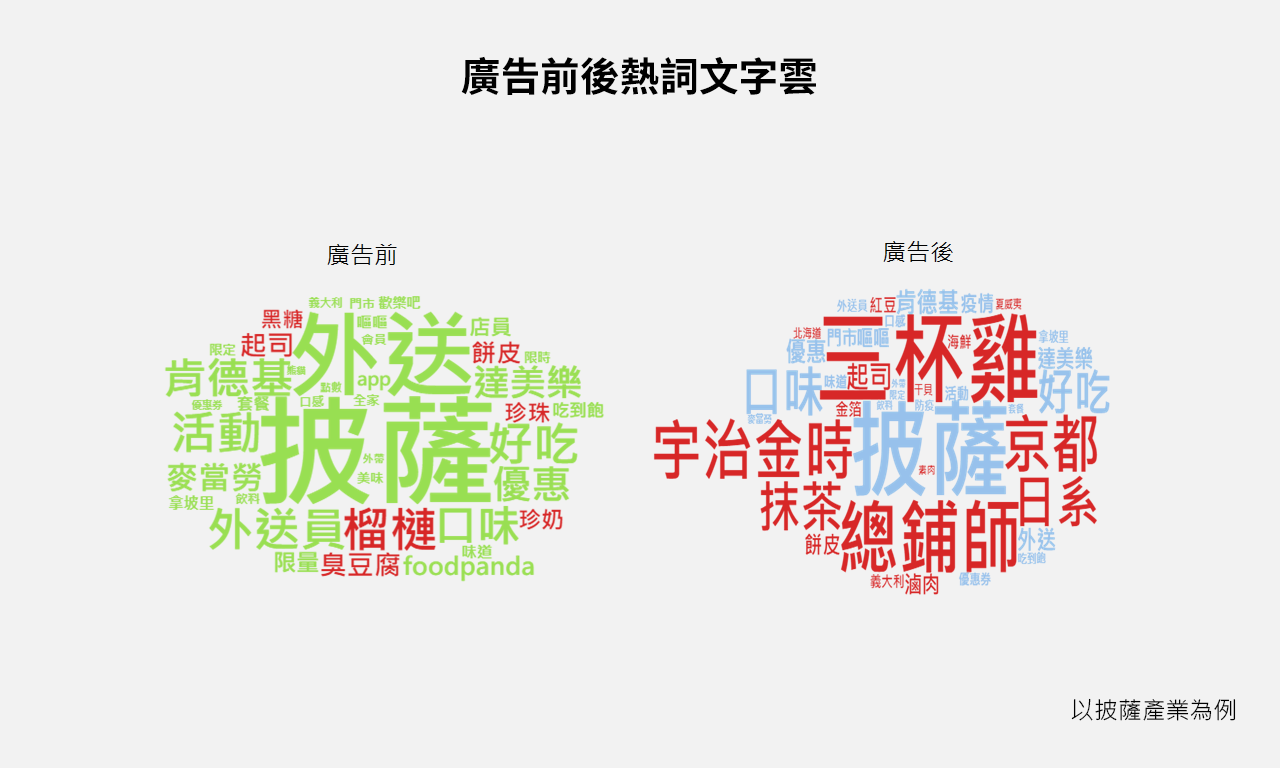 廣告前後熱詞文字雲
廣告前
義大利 門市 歡樂吧
黑糖 外送 嘔嘔 店員
會員
限定 起司 餅皮 限時
肯德基 點數 app 達美樂
優惠券 套餐 口感 全家 珍珠 吃到飽
活動 披薩 好吃
麥當勞 外帶 美味 優惠
拿坡里 飲料
外送員 榴槤 口味 珍奶
限量 臭豆腐 味道
foodpanda
廣告後
外送員 紅豆 肯德基 疫情 夏威夷
北海道 門市 嘔嘔 口感 三杯雞 海鮮 拿坡里
優惠 達美樂
口味 味道 起司 外帶 干貝 活動 好吃
限定
金箔 飲料 防疫 套餐
麥當勞 披薩
宇治金時 京都
素肉
抹茶 日系
餅皮 總鋪師 外送
吃到飽
義大利 滷肉 優惠券
以披薩產業為例